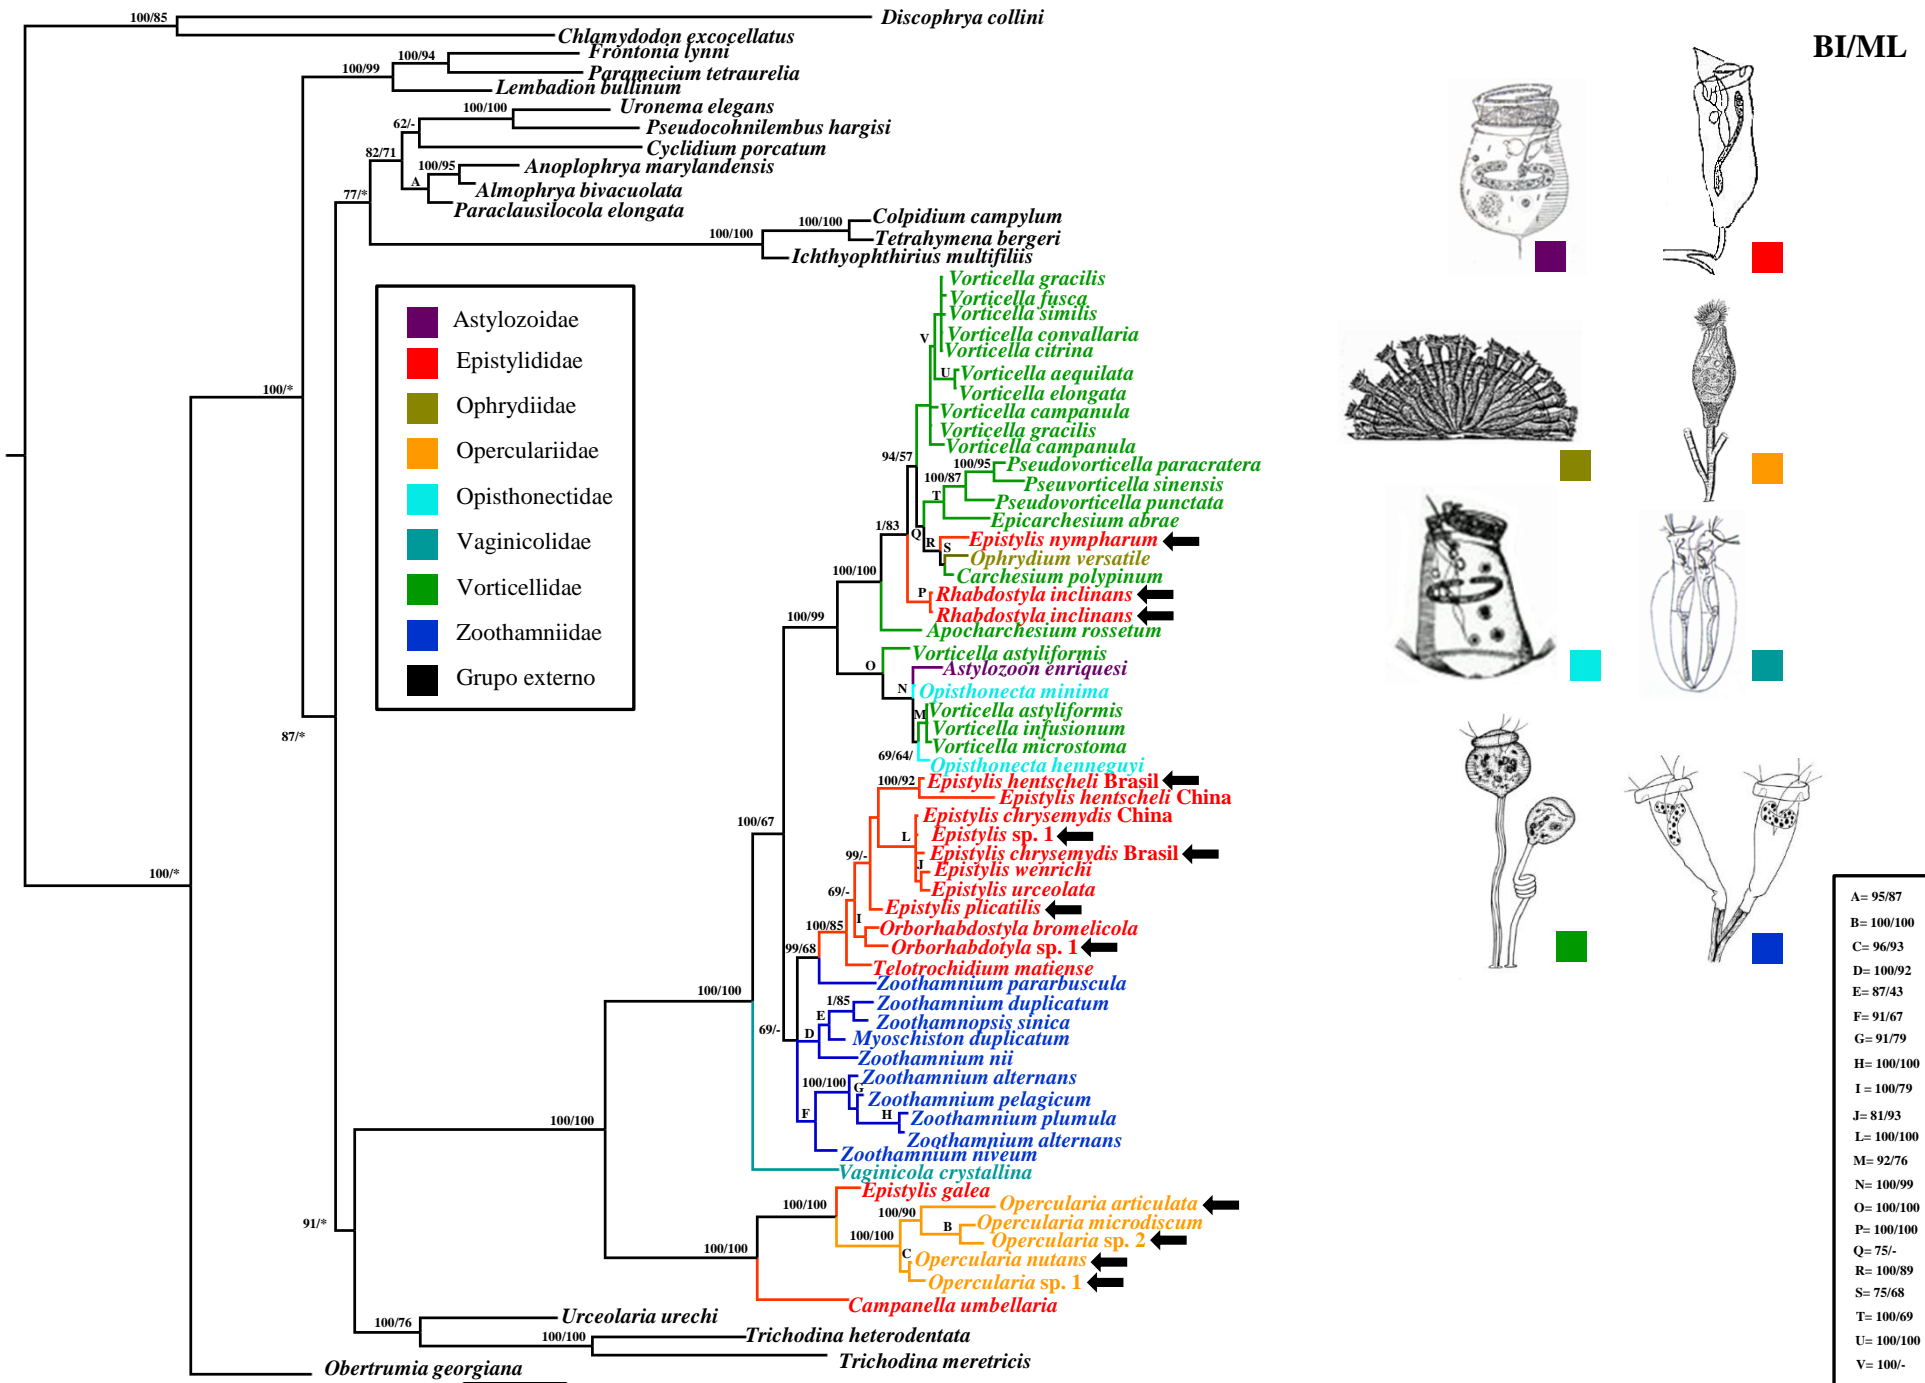 BI/ML
100/85
Discophrya collini
Chlamydodon excocellatus
100/94
Frontonia lynni
100/99
Paramecium tetraurelia
Lembadion bullinum
100/100
Uronema elegans
62/-
Pseudocohnilembus hargisi
82/71
Cyclidium porcatum
100/95
Anoplophrya marylandensis
A
Almophrya bivacuolata
77/*
Paraclausilocola elongata
100/100
Colpidium campylum
100/100
Tetrahymena bergeri
Ichthyophthirius multifiliis
Astylozoidae
Epistylididae
Ophrydiidae
Operculariidae
Opisthonectidae
Vaginicolidae
Vorticellidae
Zoothamniidae
Grupo externo
Vorticella gracilis
Vorticella fusca
Vorticella similis
V
Vorticella convallaria
Vorticella citrina
U
Vorticella aequilata
Vorticella elongata
100/*
Vorticella campanula
Vorticella gracilis
Vorticella campanula
94/57
100/95
Pseudovorticella paracratera
100/87
Pseuvorticella sinensis
T
Pseudovorticella punctata
Epicarchesium abrae
1/83
Q
Epistylis nympharum
R
S
Ophrydium versatile
Carchesium polypinum
100/100
P
Rhabdostyla inclinans
Rhabdostyla inclinans
100/99
Apocharchesium rossetum
Vorticella astyliformis
O
Astylozoon enriquesi
N
Opisthonecta minima
M
Vorticella astyliformis
Vorticella infusionum
87/*
Vorticella microstoma
69/64/
Opisthonecta henneguyi
100/92
Epistylis hentscheli Brasil
Epistylis hentscheli China
100/67
Epistylis chrysemydis China
L
Epistylis sp. 1
99/-
Epistylis chrysemydis Brasil
J
Epistylis wenrichi
100/*
Epistylis urceolata
69/-
Epistylis plicatilis
I
100/85
Orborhabdostyla bromelicola
99/68
Orborhabdotyla sp. 1
Telotrochidium matiense
100/100
Zoothamnium pararbuscula
1/85
Zoothamnium duplicatum
E
Zoothamnopsis sinica
69/-
D
Myoschiston duplicatum
Zoothamnium nii
100/100
Zoothamnium alternans
G
Zoothamnium pelagicum
F
H
Zoothamnium plumula
100/100
Zoothamnium alternans
Zoothamnium niveum
Vaginicola crystallina
Epistylis galea
100/100
100/90
Opercularia articulata
91/*
B
Opercularia microdiscum
100/100
100/100
Opercularia sp. 2
C
Opercularia nutans
Opercularia sp. 1
Campanella umbellaria
100/76
Urceolaria urechi
100/100
Trichodina heterodentata
Trichodina meretricis
Obertrumia georgiana
A= 95/87
B= 100/100
C= 96/93
D= 100/92
E= 87/43
F= 91/67
G= 91/79
H= 100/100
I = 100/79
J= 81/93
L= 100/100
M= 92/76
N= 100/99
O= 100/100
P= 100/100
Q= 75/-
R= 100/89
S= 75/68
T= 100/69
U= 100/100
V= 100/-